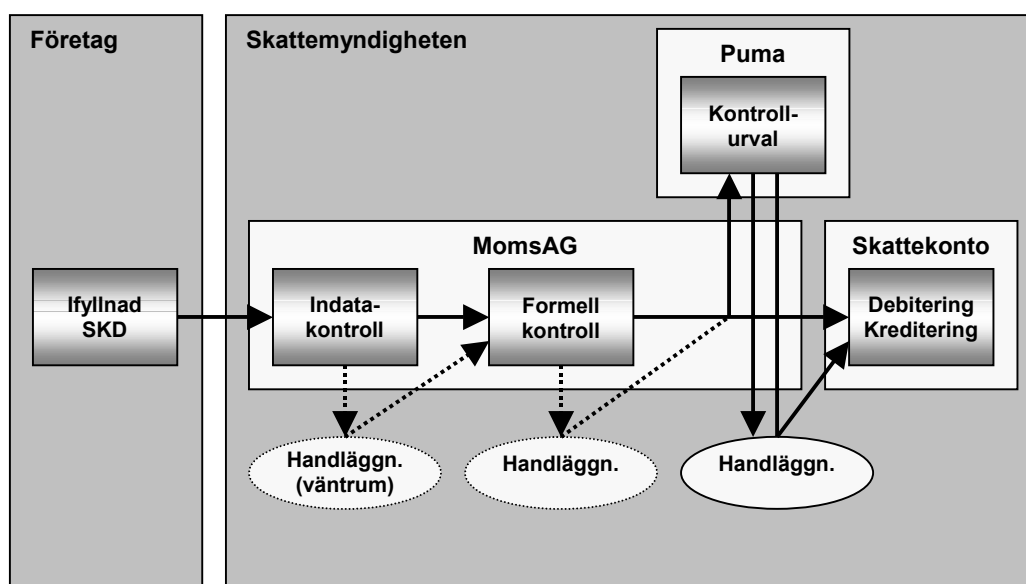 Företag
Skattemyndigheten
Puma
Kontroll-
urval
MomsAG
Skattekonto
Ifyllnad
SKD
Indata-
kontroll
Formell
kontroll
Debitering
Kreditering
Handläggn.
(väntrum)
Handläggn.
Handläggn.